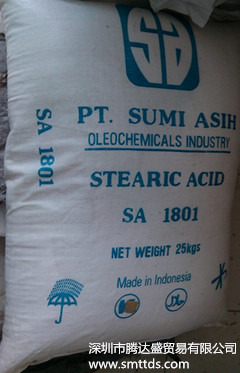 SA
PT. SUMI ASIH
OLEOCHEMICALS INDUSTRY
STEARIC ACID
SA 1801
NET WEIGHT 25kgs
Made in Indonesia
SA 1801
深圳市腾达盛贸易有限公司
www.smttds.com